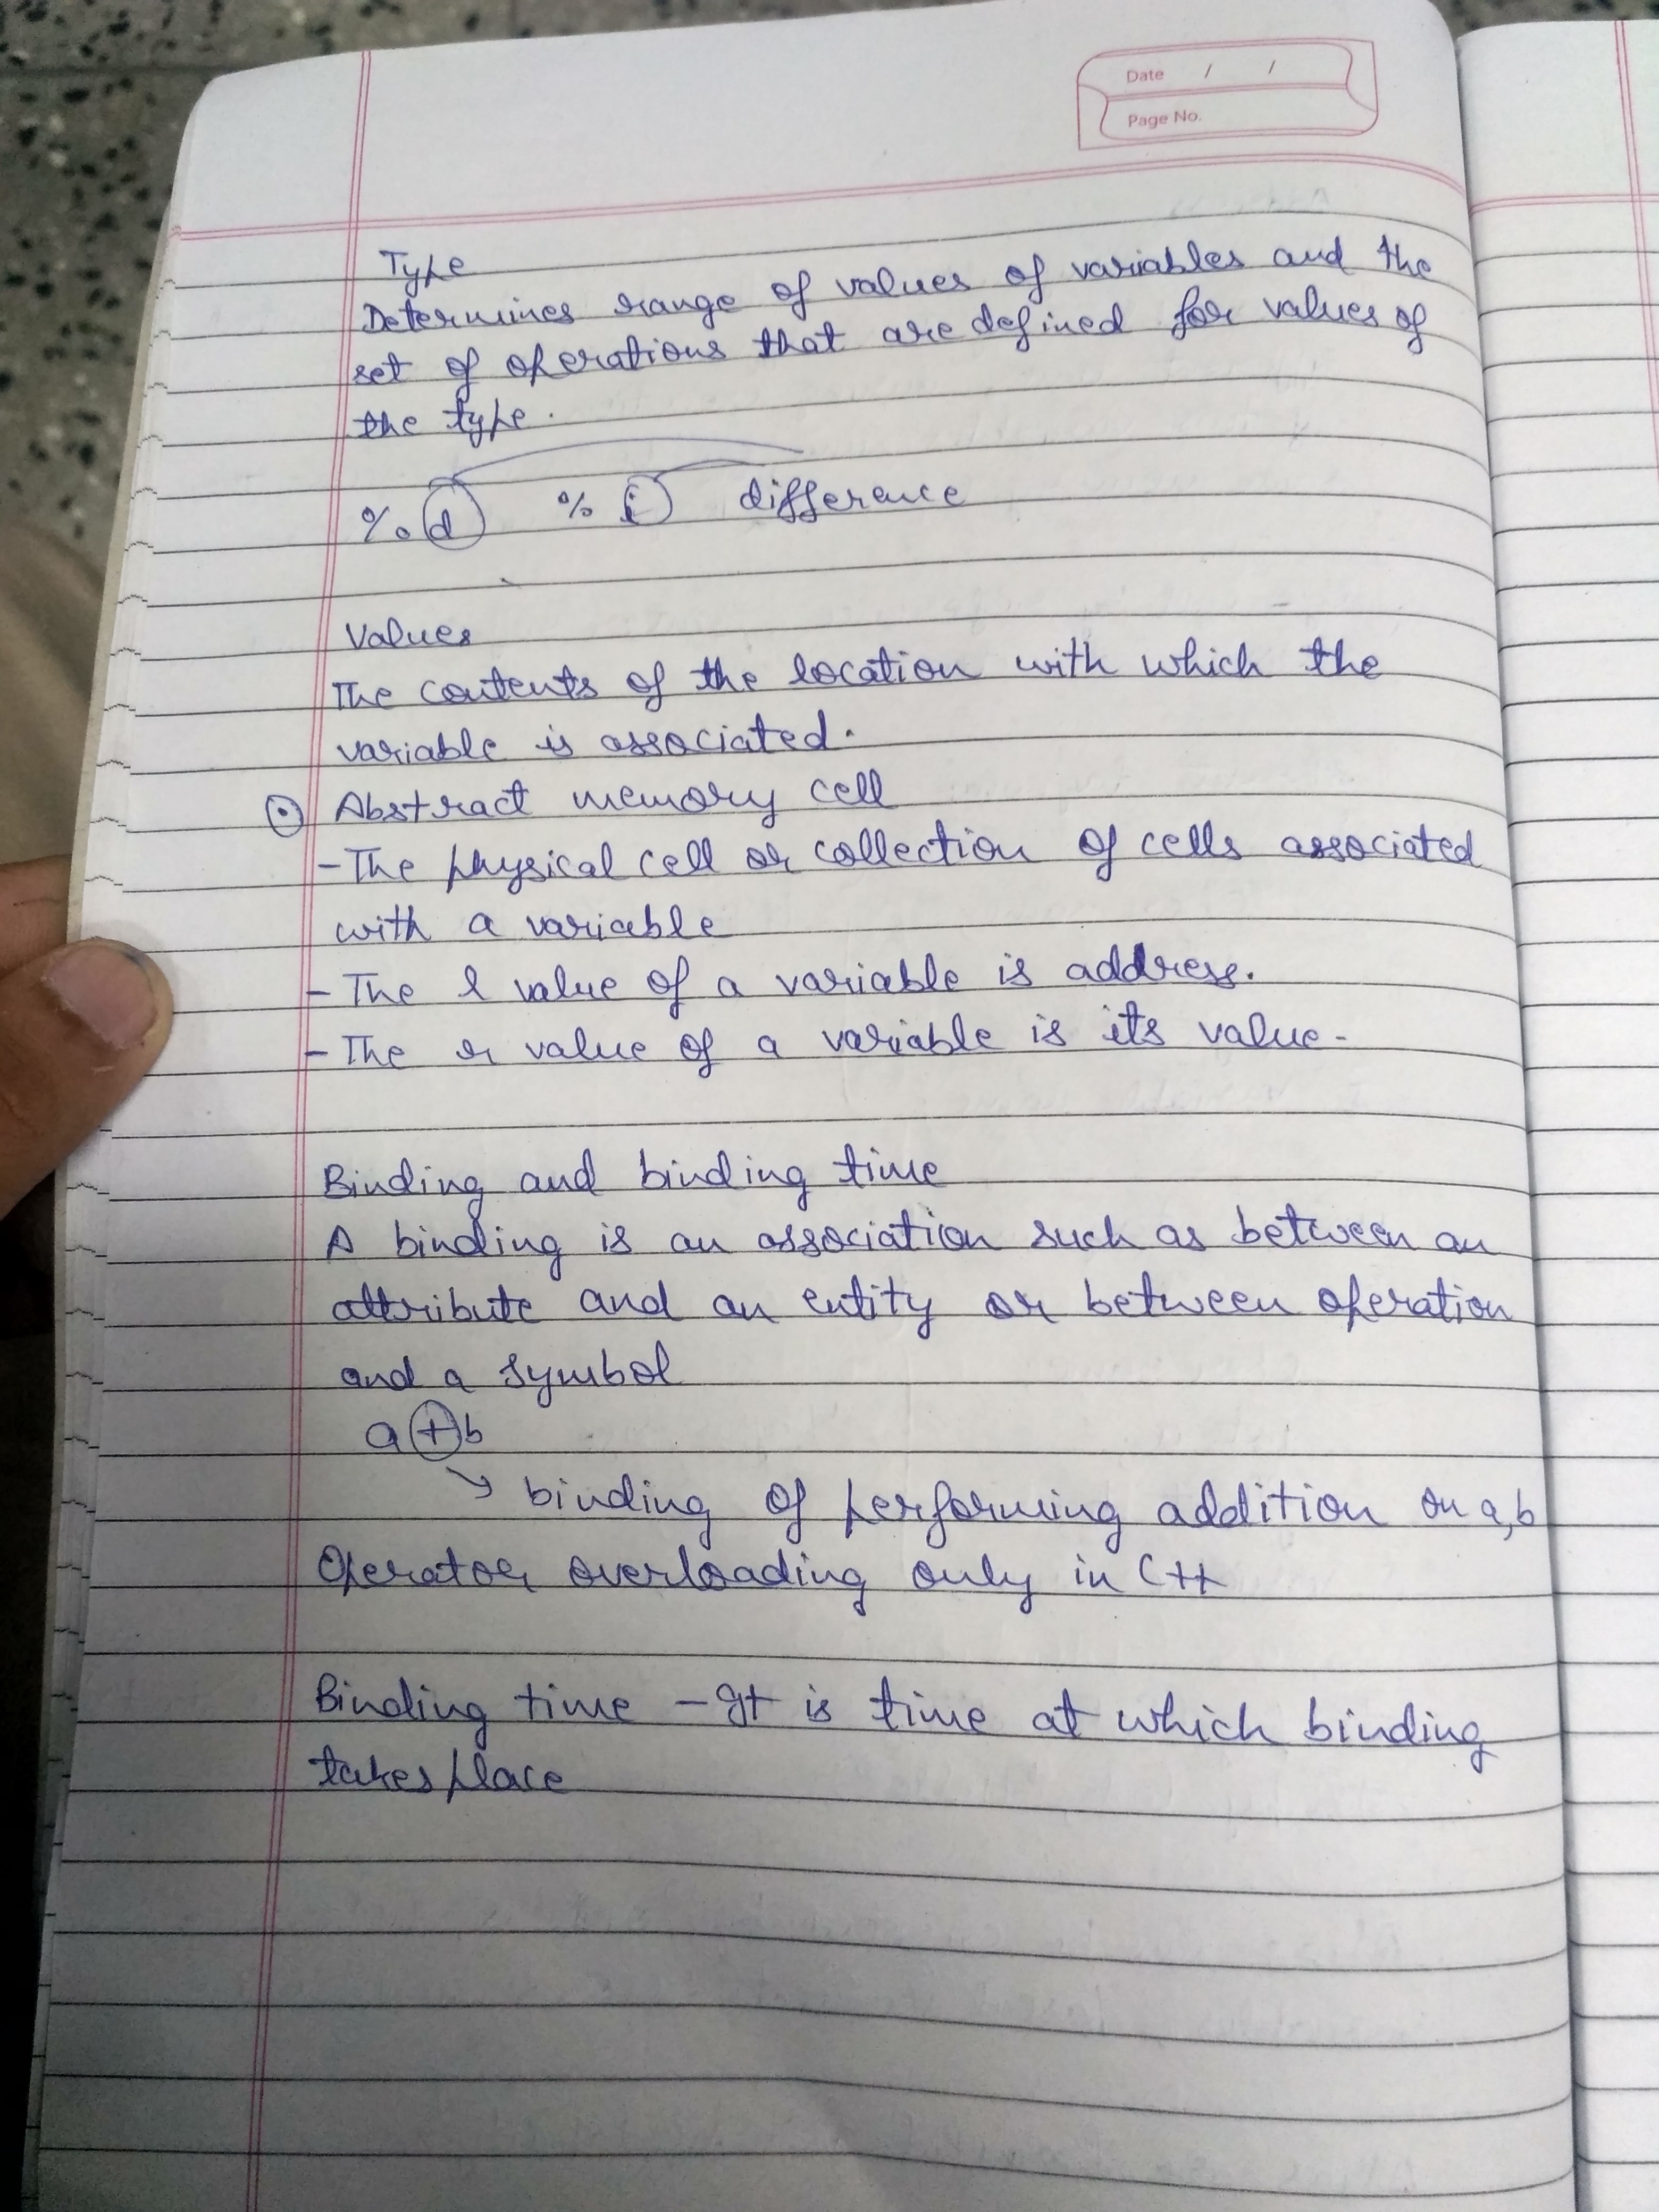 Date / /
Page No.
Type
Determines range of values of variables and the
set of operations that are defined for values of
the type.
%d %i difference
Values
The contents of the location with which the
variable is associated.
Abstract memory cell
- The physical cell or collection of cells associated
with a variable
- The l value of a variable is address.
- The r value of a variable is its value -
Binding and binding time
A binding is an association such as between an
attribute and an entity or between operation
and a symbol
a + b
binding of performing addition on a,b
Operator overloading only in C++
Binding time - It is time at which binding
takes place